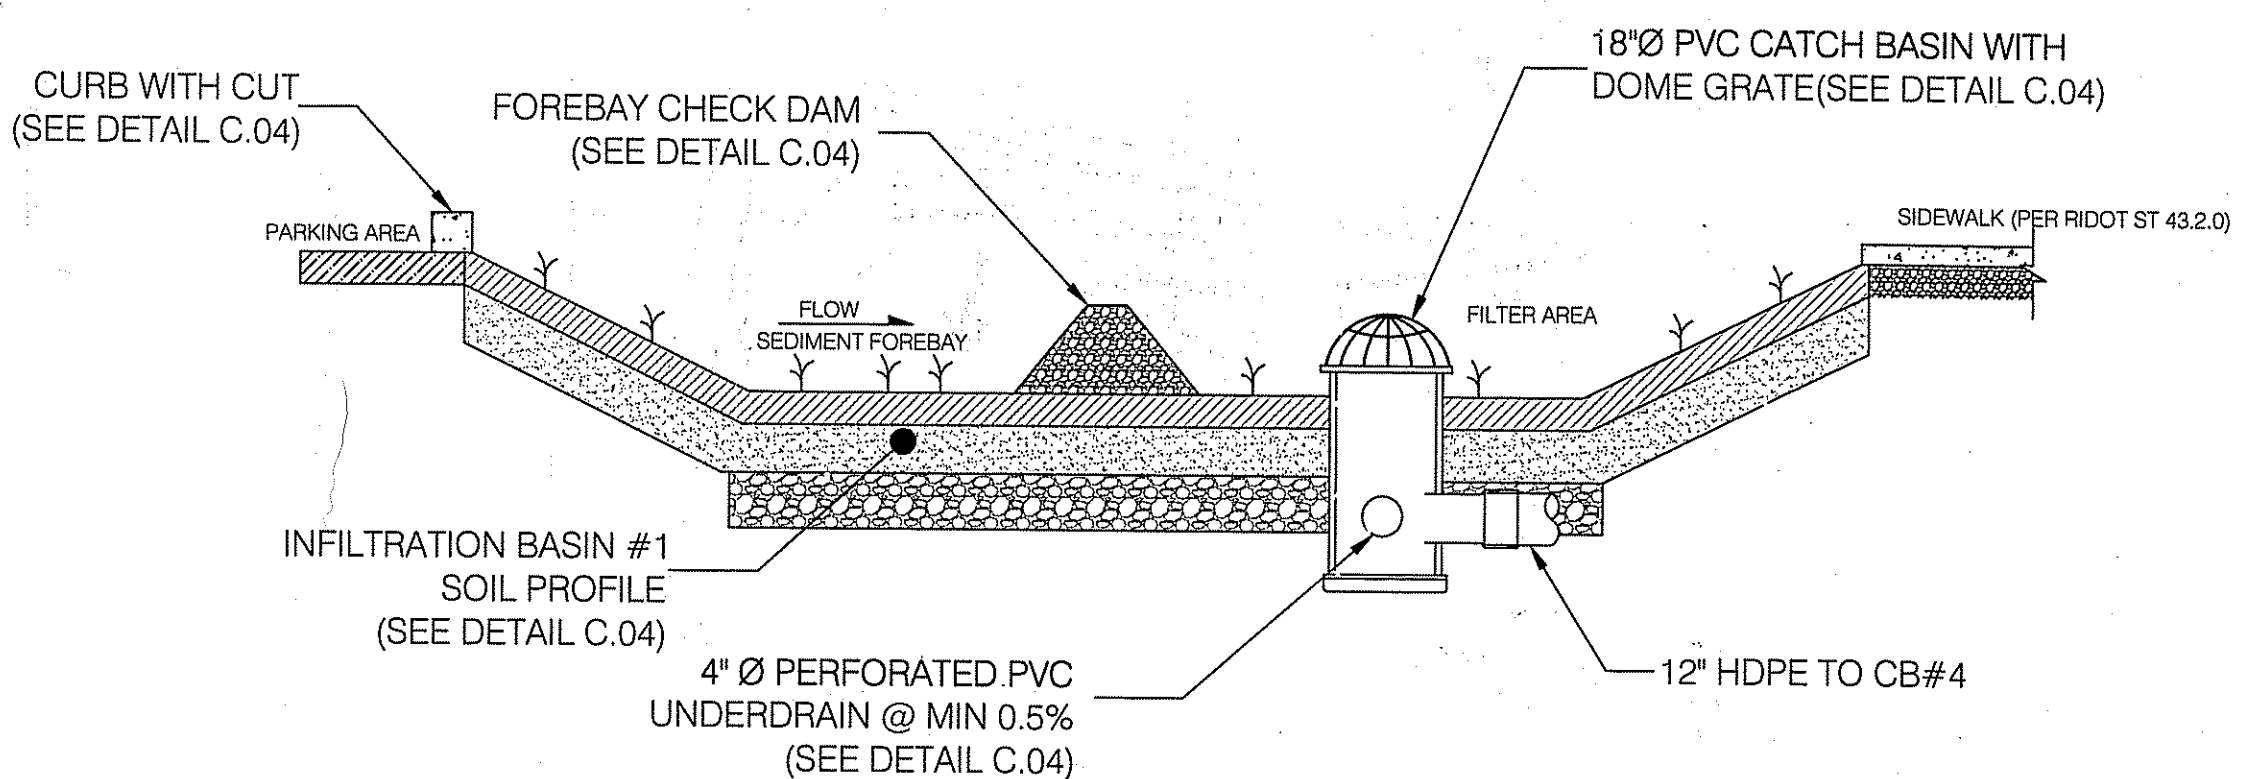 CURB WITH CUT
(SEE DETAIL C.04)
FOREBAY CHECK DAM
(SEE DETAIL C.04)
18"Ø PVC CATCH BASIN WITH
DOME GRATE(SEE DETAIL C.04)
PARKING AREA
SIDEWALK (PER RIDOT ST 43.2.0)
FLOW
SEDIMENT FOREBAY
FILTER AREA
INFILTRATION BASIN #1
SOIL PROFILE
(SEE DETAIL C.04)
4" Ø PERFORATED PVC
UNDERDRAIN @ MIN 0.5%
(SEE DETAIL C.04)
12" HDPE TO CB#4